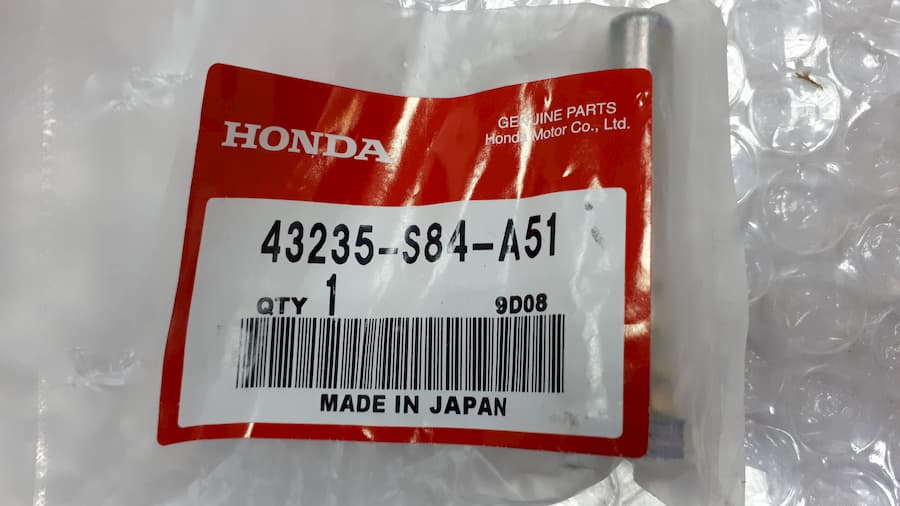 HONDA
GENUINE PARTS
Honda Motor Co., Ltd.
43235-S84-A51
QTY 1 9D08
MADE IN JAPAN